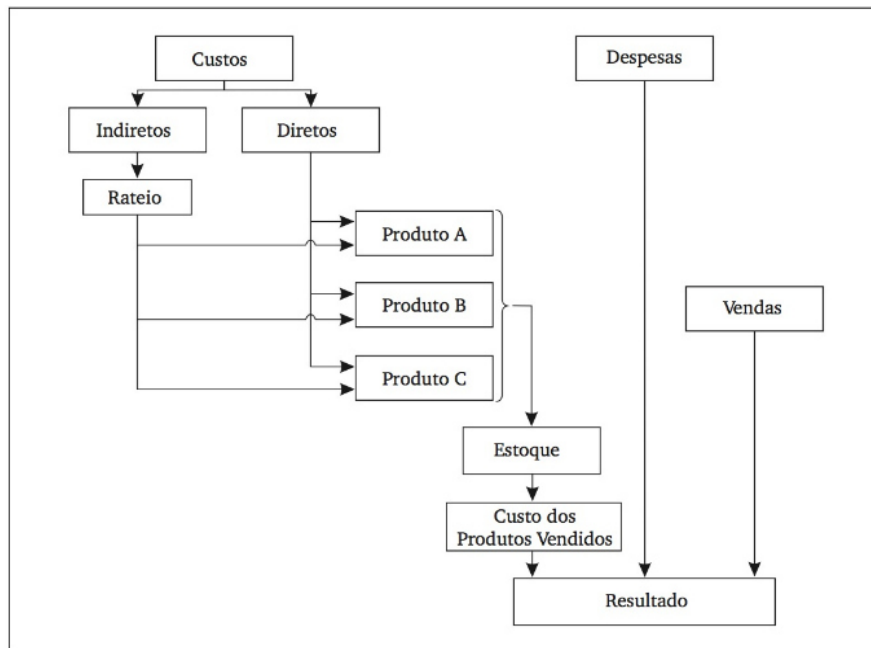 Custos
Despesas
Indiretos
Diretos
Rateio
Produto A
Produto B
Vendas
Produto C
Estoque
Custo dos
Produtos Vendidos
Resultado